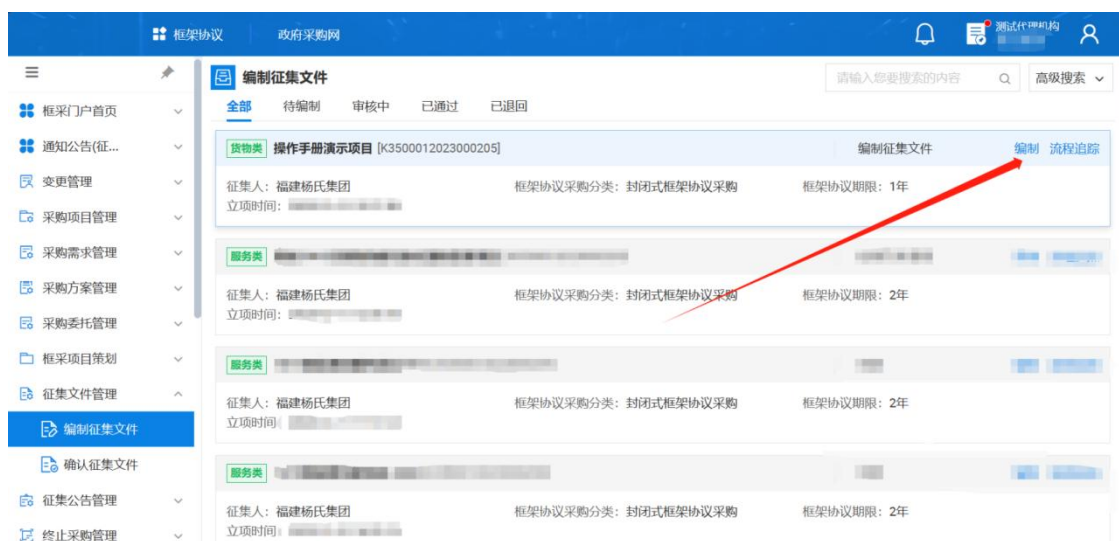 框架协议 政府采购网 测试代理机构
编制征集文件 请输入您要搜索的内容 高级搜索
全部 待编制 审核中 已通过 已退回
框采门户首页
通知公告(征...
变更管理
采购项目管理
采购需求管理
采购方案管理
采购委托管理
框采项目策划
征集文件管理
编制征集文件
确认征集文件
征集公告管理
终止采购管理
货物类 操作手册演示项目 [K3500012023000205] 编制征集文件 编制 流程追踪
征集人：福建杨氏集团 框架协议采购分类：封闭式框架协议采购 框架协议期限：1年
立项时间：
服务类
征集人：福建杨氏集团 框架协议采购分类：封闭式框架协议采购 框架协议期限：2年
立项时间：
服务类
征集人：福建杨氏集团 框架协议采购分类：封闭式框架协议采购 框架协议期限：2年
立项时间：
服务类
征集人：福建杨氏集团 框架协议采购分类：封闭式框架协议采购 框架协议期限：2年
立项时间：